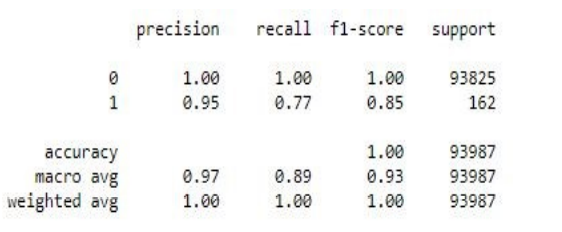 precision recall f1-score support
0 1.00 1.00 1.00 93825
1 0.95 0.77 0.85 162
accuracy 1.00 93987
macro avg 0.97 0.89 0.93 93987
weighted avg 1.00 1.00 1.00 93987